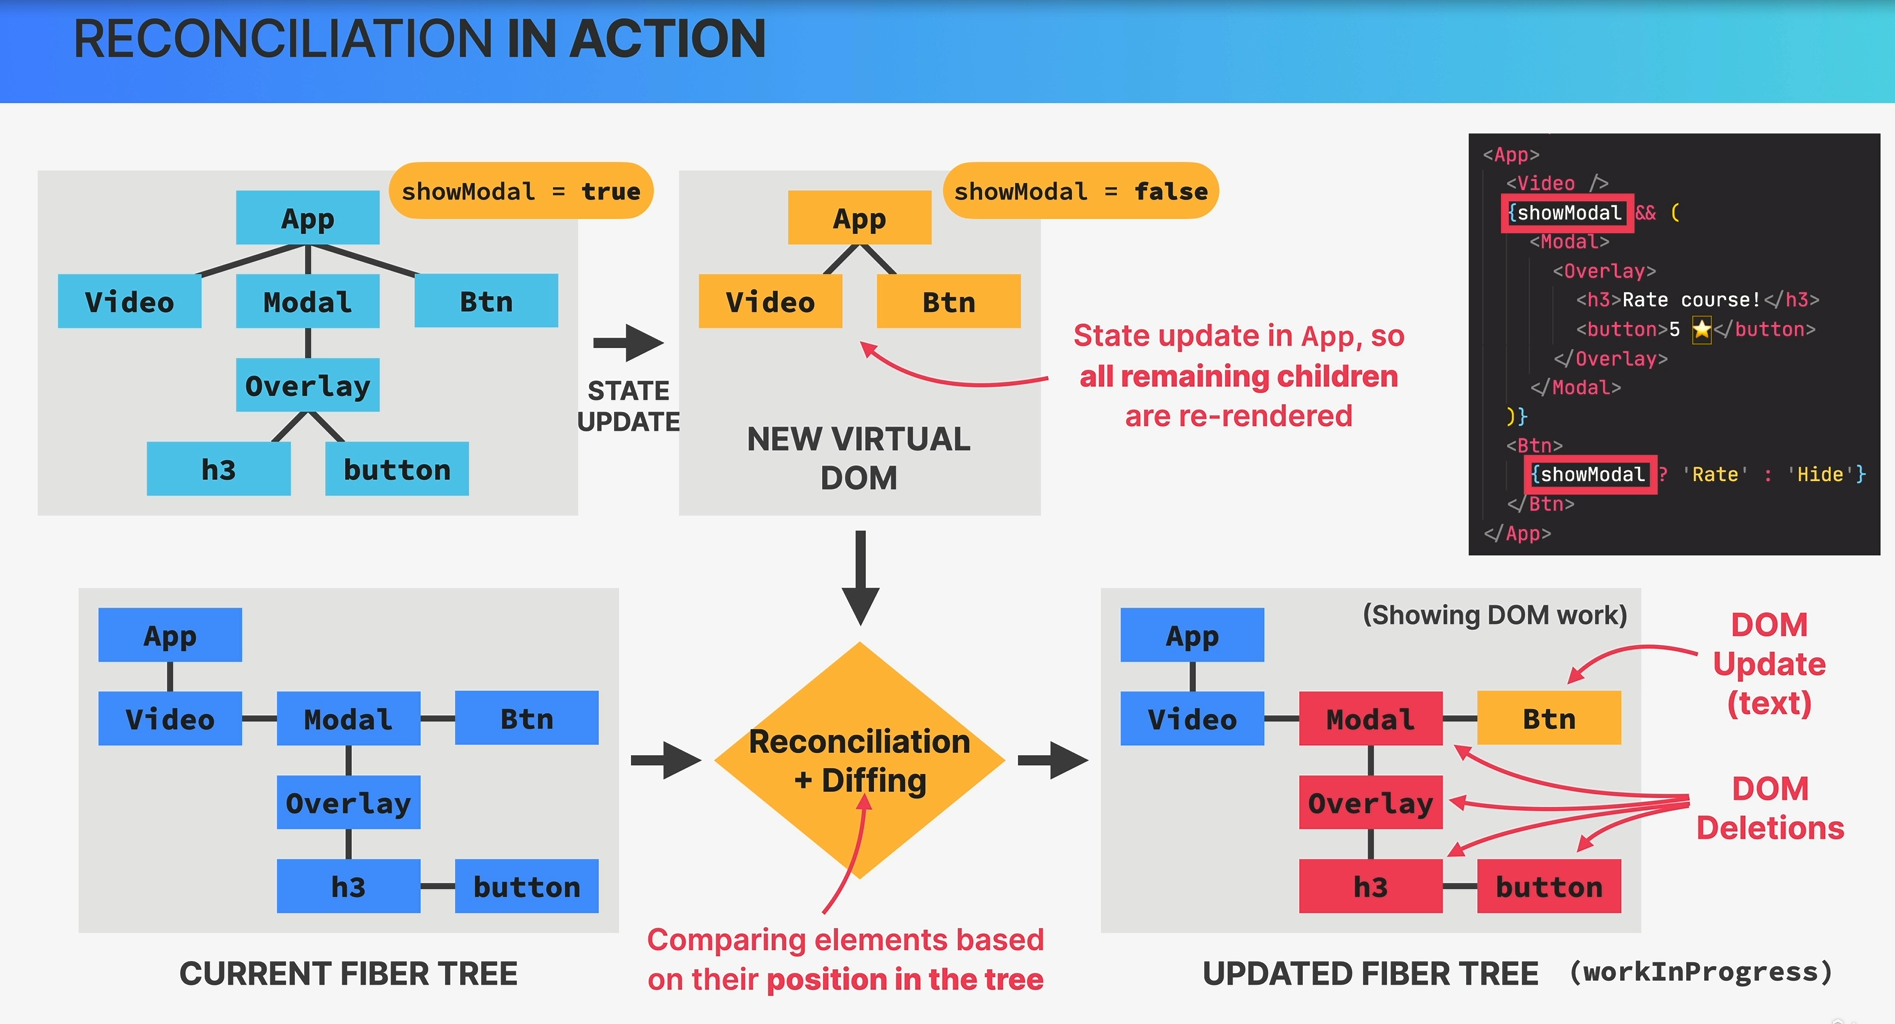 RECONCILIATION IN ACTION
showModal = true
App
Video
Modal
Btn
Overlay
h3
button
STATE
UPDATE
showModal = false
App
Video
Btn
NEW VIRTUAL
DOM
State update in App, so
all remaining children
are re-rendered
<App>
<Video />
{showModal && (
<Modal>
<Overlay>
<h3>Rate course!</h3>
<button>5 ⭐</button>
</Overlay>
</Modal>
)}
<Btn>
{showModal ? 'Rate' : 'Hide'}
</Btn>
</App>
App
Video
Modal
Btn
Overlay
h3
button
CURRENT FIBER TREE
Reconciliation
+ Diffing
Comparing elements based
on their position in the tree
(Showing DOM work)
App
Video
Modal
Btn
Overlay
h3
button
DOM
Update
(text)
DOM
Deletions
UPDATED FIBER TREE (workInProgress)